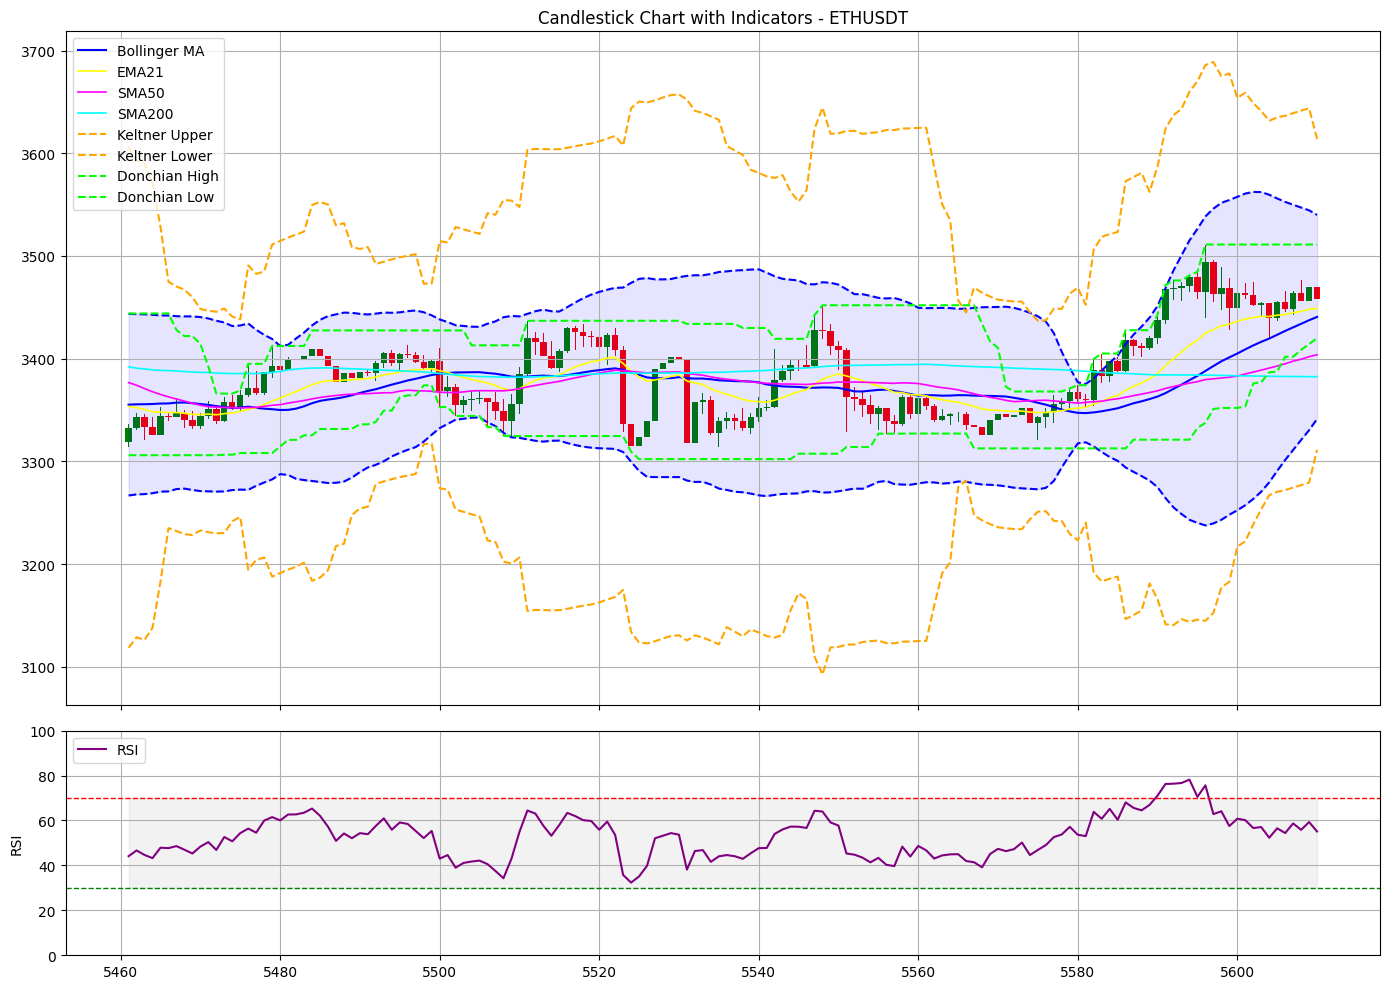 Candlestick Chart with Indicators - ETHUSDT
3700
3600
3500
3400
3300
3200
3100
Bollinger MA
EMA21
SMA50
SMA200
Keltner Upper
Keltner Lower
Donchian High
Donchian Low
100
80
60
40
20
0
RSI
RSI
5460 5480 5500 5520 5540 5560 5580 5600